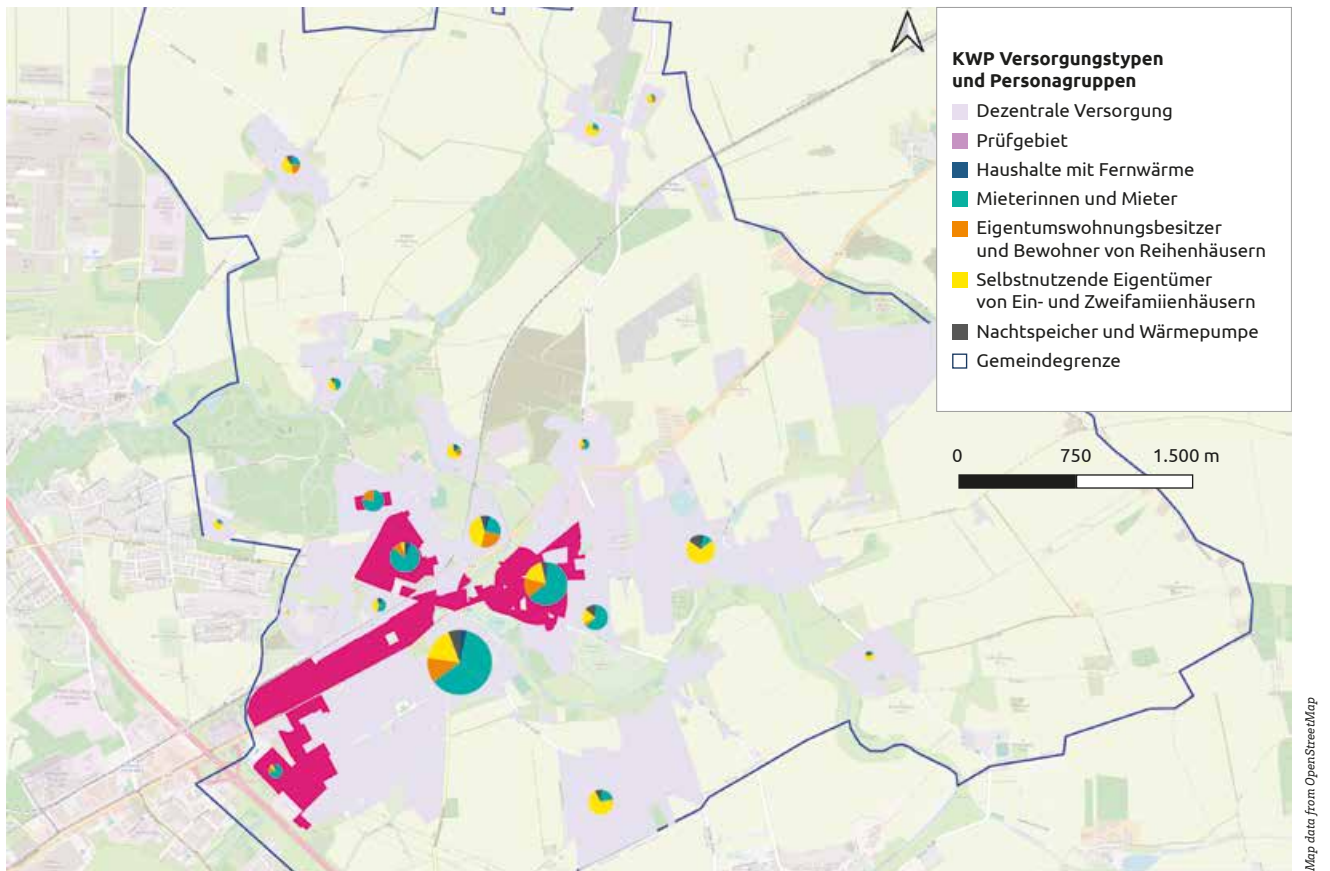 KWP Versorgungstypen
und Personagruppen
Dezentrale Versorgung
Prüfgebiet
Haushalte mit Fernwärme
Mieterinnen und Mieter
Eigentumswohnungsbesitzer
und Bewohner von Reihenhäusern
Selbstnutzende Eigentümer
von Ein- und Zweifamiienhäusern
Nachtspeicher und Wärmepumpe
Gemeindegrenze
0 750 1.500 m
Map data from OpenStreetMap